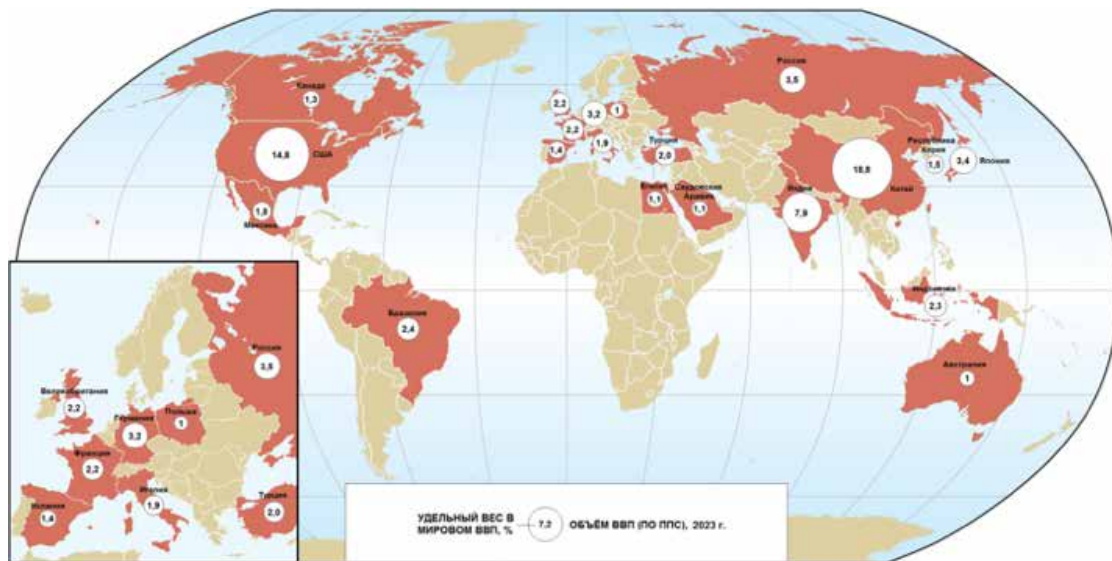 Россия
3,5
Канада
1,3
2,2
3,2
1
2,2
14,8
США
1,4
1,9
Турция
2,0
Республика
Корея
1,5
3,4
Япония
18,8
Китай
Египет
1,1
Саудовская
Аравия
1,1
Индия
7,9
1,8
Мексика
Индонезия
2,3
Бразилия
2,4
Австралия
1
Россия
3,5
Великобритания
2,2
Германия
3,2
Польша
1
Франция
2,2
Италия
1,9
Испания
1,4
Турция
2,0
УДЕЛЬНЫЙ ВЕС В
МИРОВОМ ВВП, %
7,2
ОБЪЁМ ВВП (ПО ППС), 2023 г.